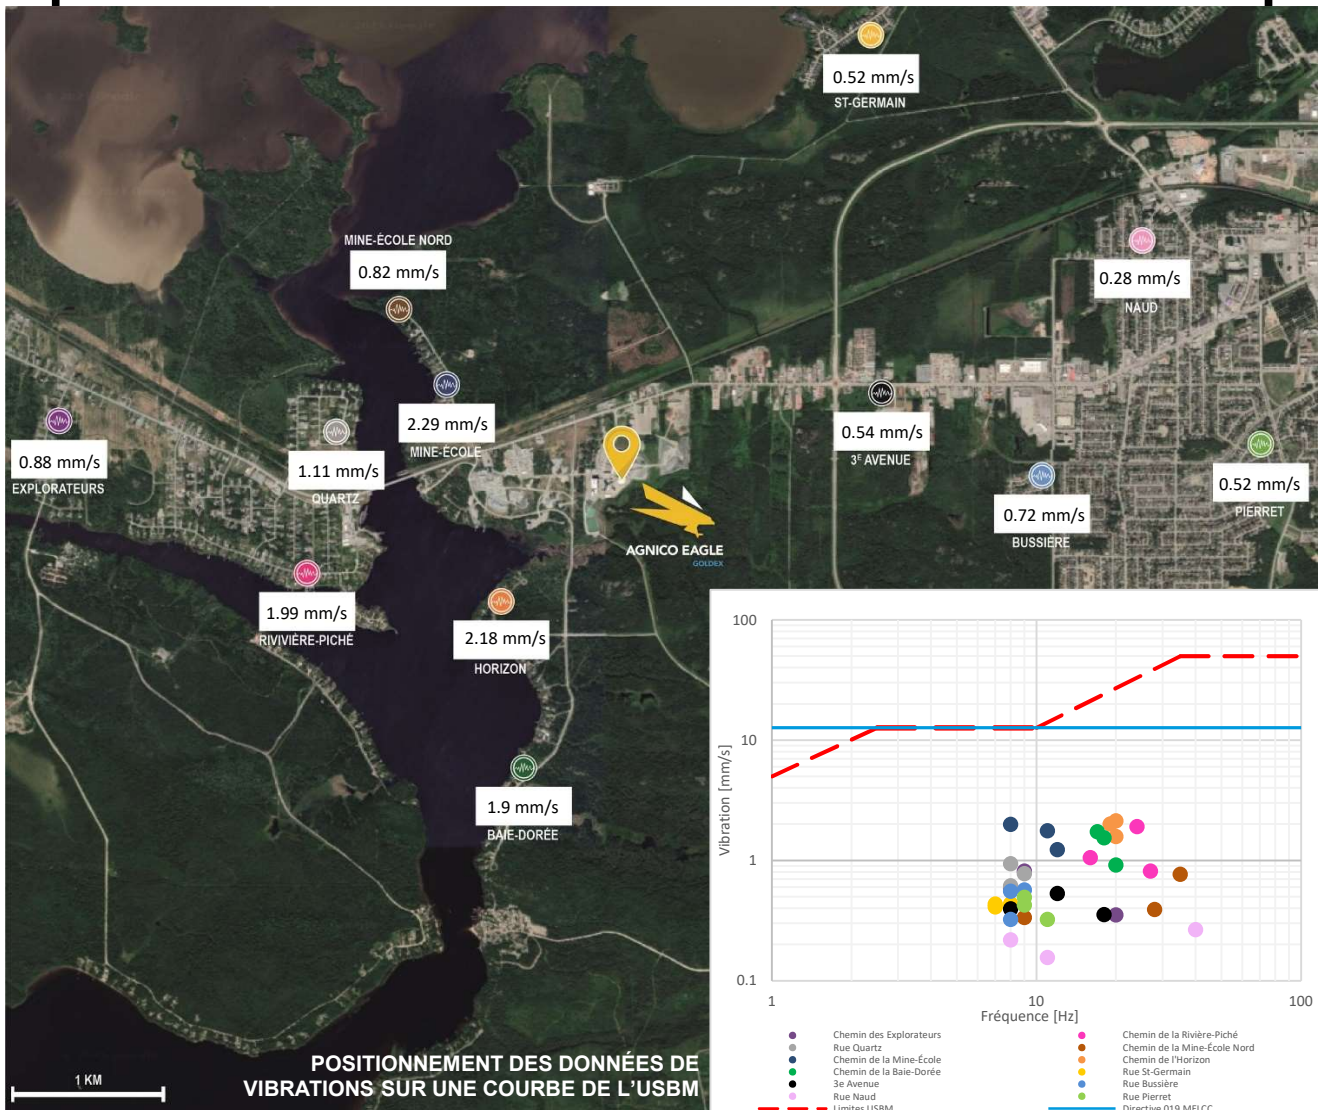 0.52 mm/s
ST-GERMAIN
MINE-ÉCOLE NORD
0.82 mm/s
0.28 mm/s
NAUD
2.29 mm/s
MINE-ÉCOLE
0.88 mm/s
EXPLORATEURS
1.11 mm/s
QUARTZ
0.54 mm/s
3E AVENUE
0.52 mm/s
PIERRET
0.72 mm/s
BUSSIÈRE
AGNICO EAGLE
GOLDEX
1.99 mm/s
RIVIVIÈRE-PICHÉ
2.18 mm/s
HORIZON
1.9 mm/s
BAIE-DORÉE
POSITIONNEMENT DES DONNÉES DE
VIBRATIONS SUR UNE COURBE DE L'USBM
1 KM
100
10
1
0.1
Vibration [mm/s]
1
10
100
Fréquence [Hz]
Chemin des Explorateurs
Chemin de la Rivière-Piché
Rue Quartz
Chemin de la Mine-École Nord
Chemin de la Mine-École
Chemin de l'Horizon
Chemin de la Baie-Dorée
Rue St-Germain
3e Avenue
Rue Bussière
Rue Naud
Rue Pierret
Limites USBM
Directive 019 MELCC